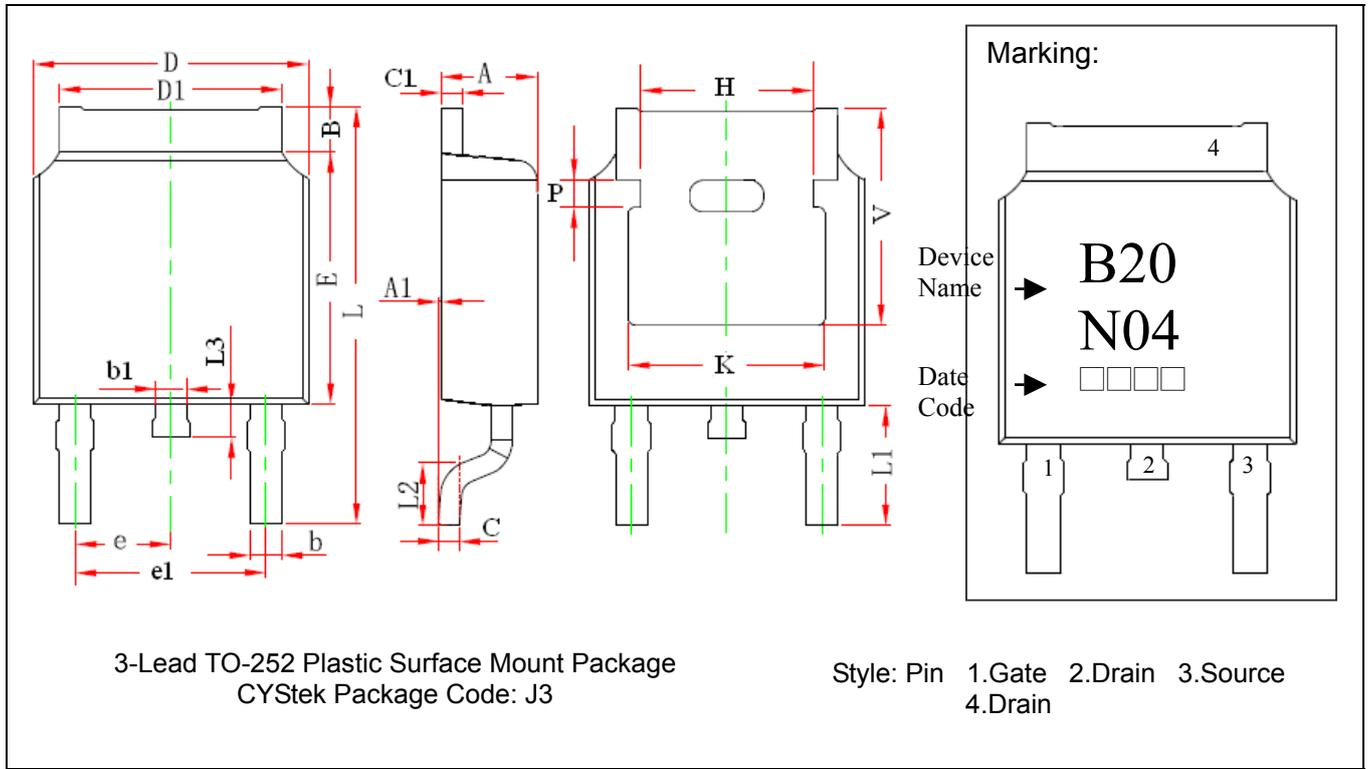 D
D1
B
E
L
L3
b1
e
b
e1
C1
A
A1
L2
C
H
P
V
K
L1
Marking:
4
Device
Name
B20
N04
Date
Code
□□□□
1 2 3
3-Lead TO-252 Plastic Surface Mount Package
CYStek Package Code: J3
Style: Pin 1.Gate 2.Drain 3.Source
4.Drain